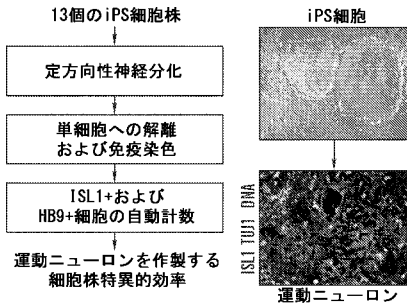 13個のiPS細胞株
定方向性神経分化
単細胞への解離
および免疫染色
ISL1+および
HB9+細胞の自動計数
運動ニューロンを作製する
細胞株特異的効率
iPS細胞
ISL1 TUJ1 DNA
運動ニューロン